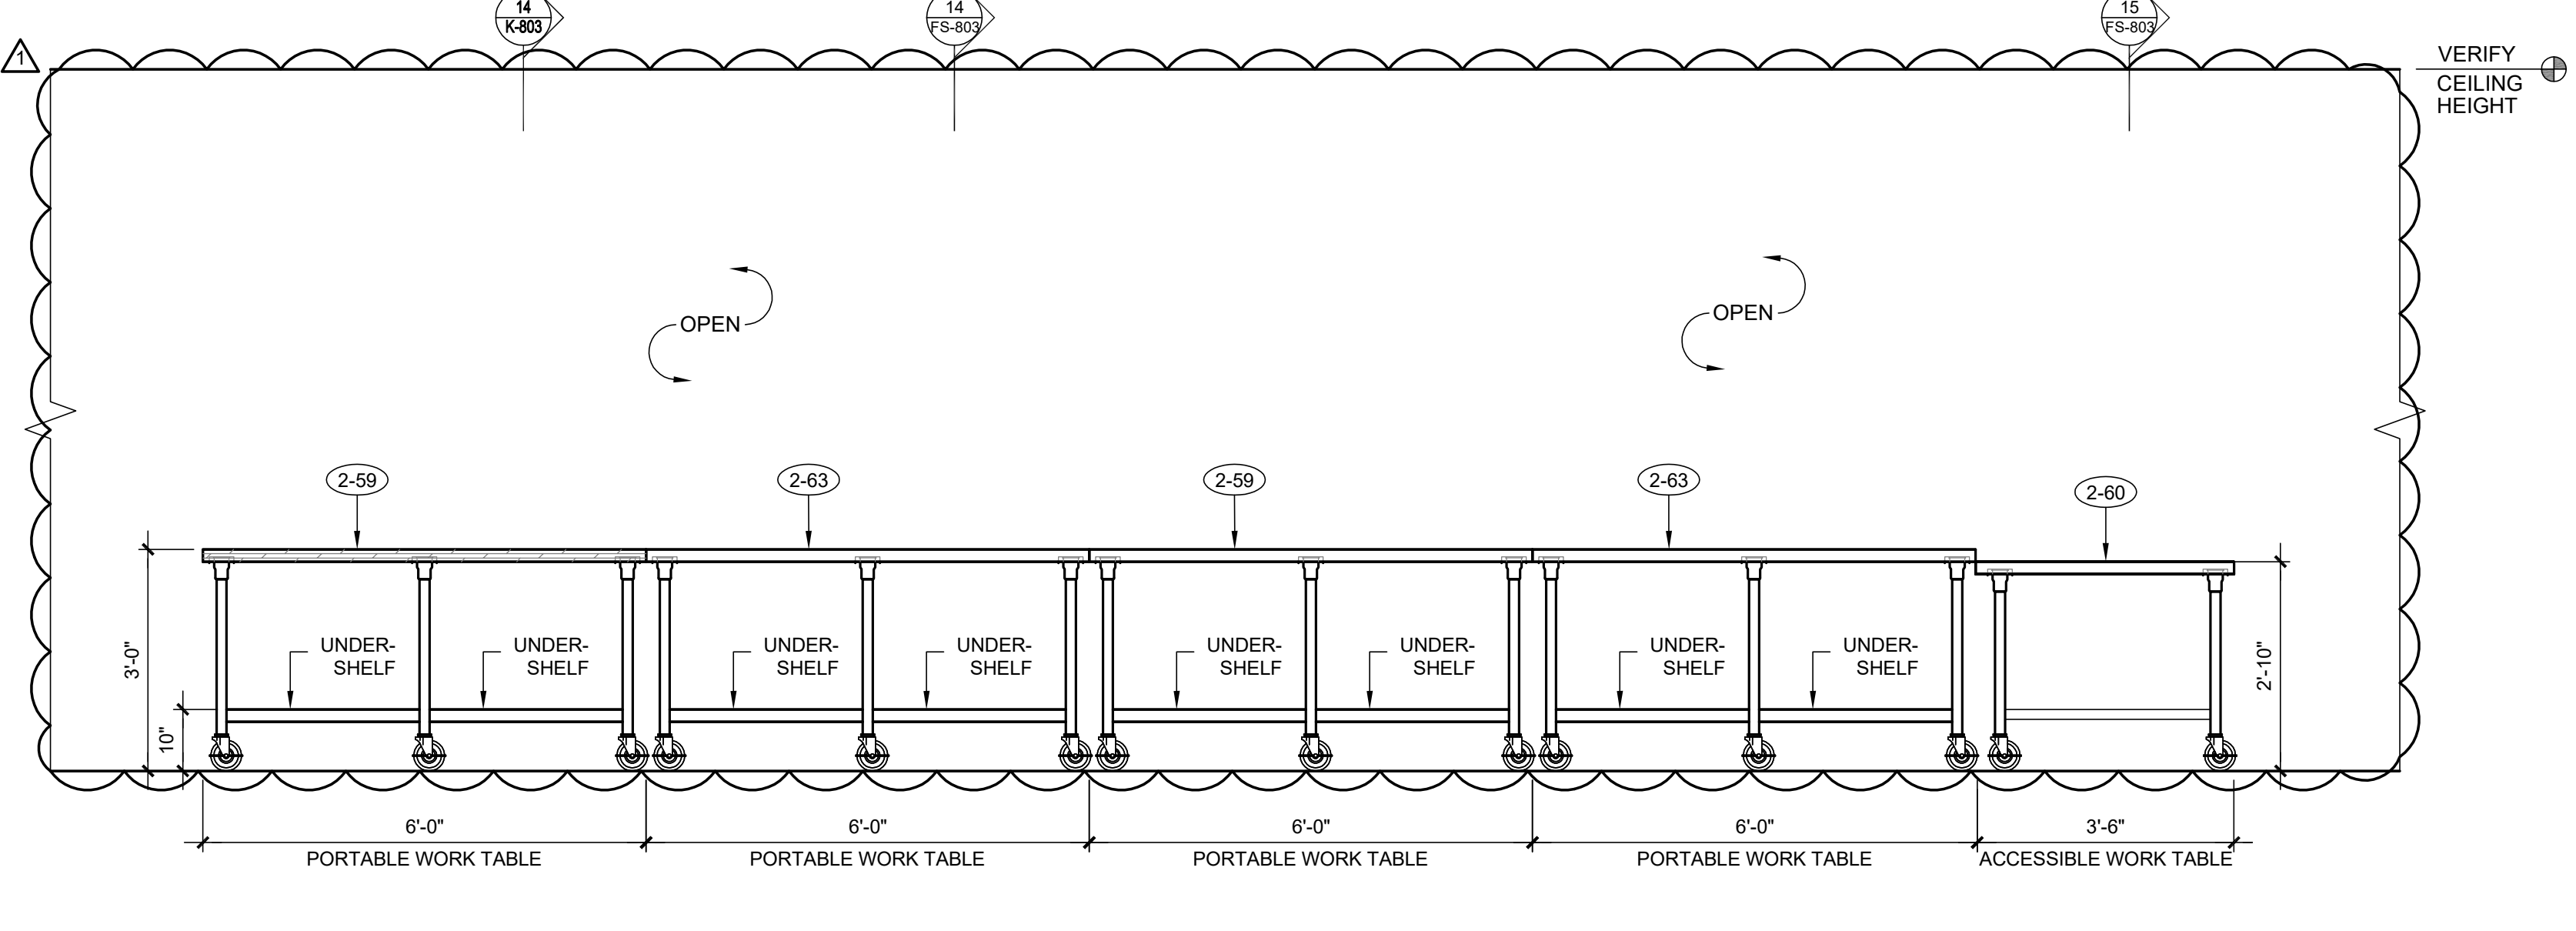 14
K-803
14
FS-803
15
FS-803
1
VERIFY
CEILING
HEIGHT
OPEN
OPEN
2-59
2-63
2-59
2-63
2-60
3'-0"
10"
UNDER-
SHELF
UNDER-
SHELF
UNDER-
SHELF
UNDER-
SHELF
UNDER-
SHELF
UNDER-
SHELF
UNDER-
SHELF
UNDER-
SHELF
2'-10"
6'-0"
PORTABLE WORK TABLE
6'-0"
PORTABLE WORK TABLE
6'-0"
PORTABLE WORK TABLE
6'-0"
PORTABLE WORK TABLE
3'-6"
ACCESSIBLE WORK TABLE